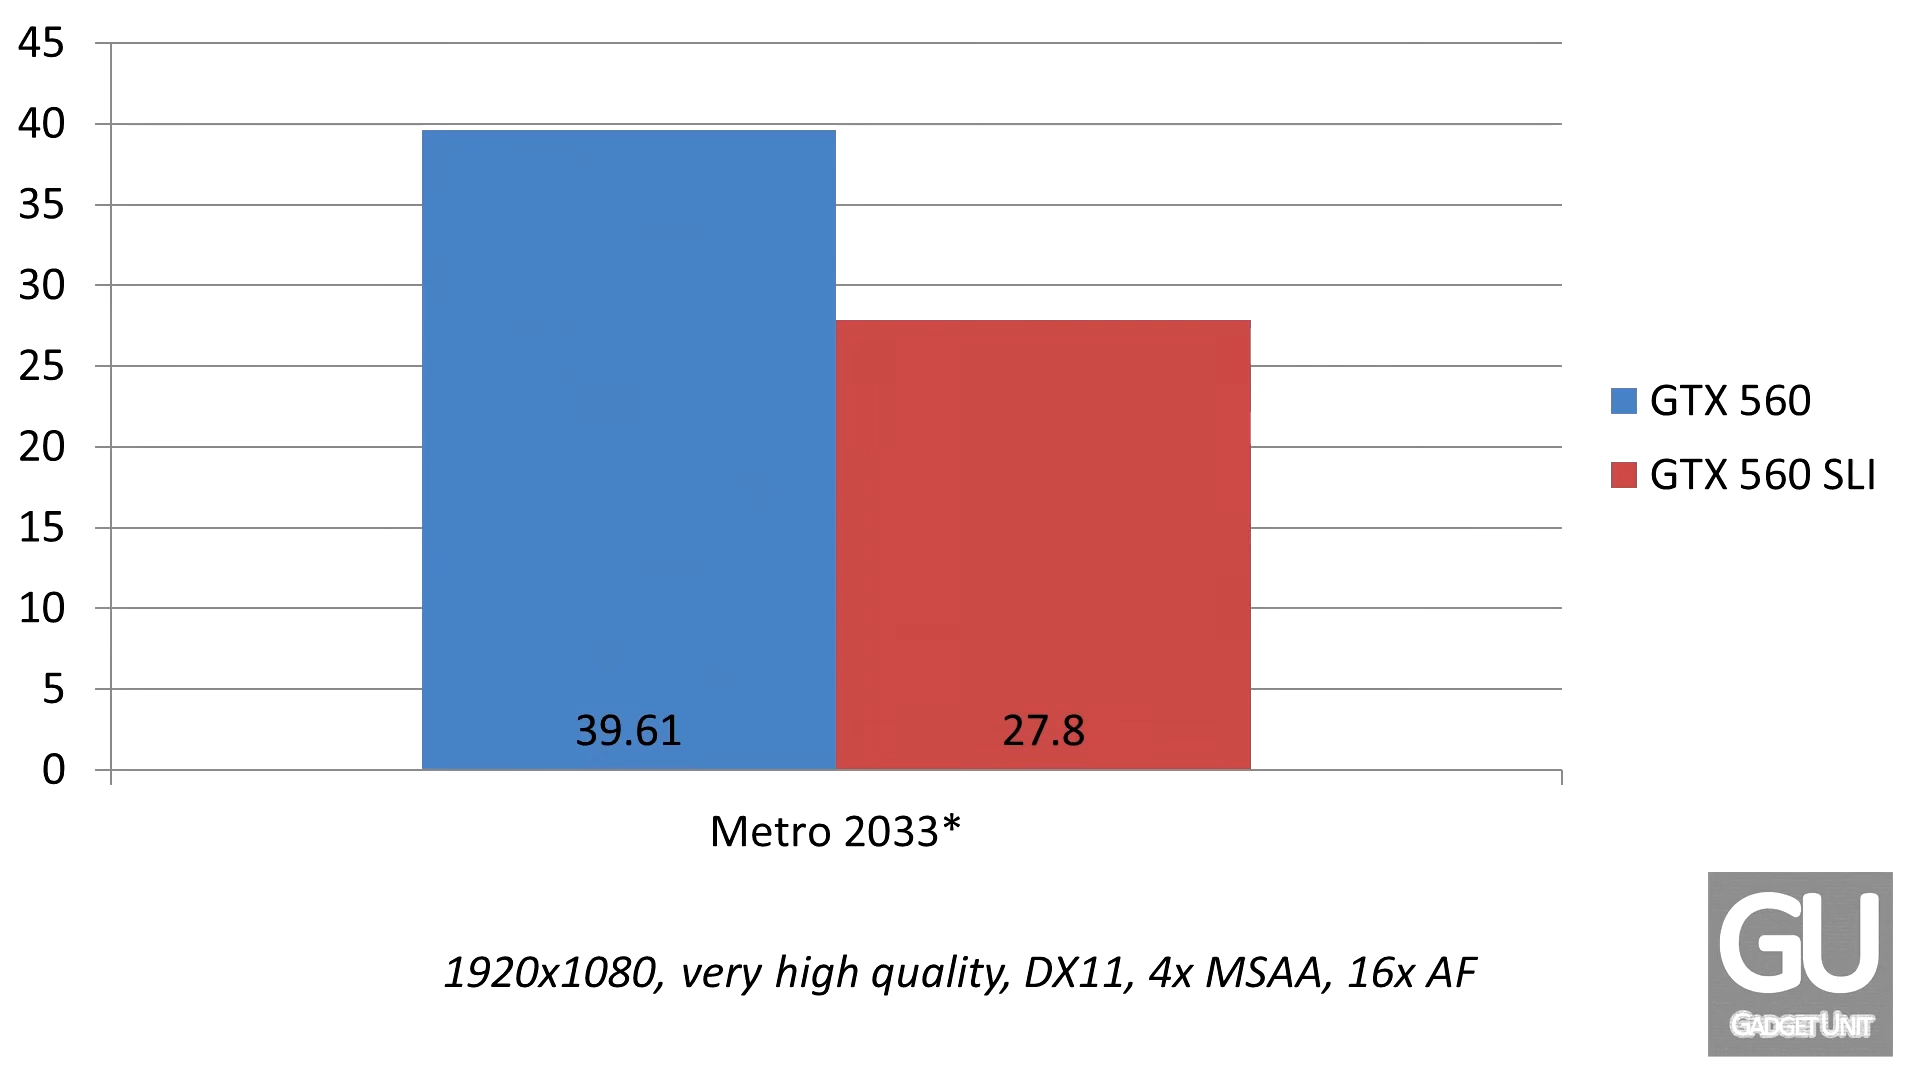 45
40
35
30
25
20
15
10
5
0
39.61
27.8
Metro 2033*
GTX 560
GTX 560 SLI
1920x1080, very high quality, DX11, 4x MSAA, 16x AF
GU
GADGETUNIT